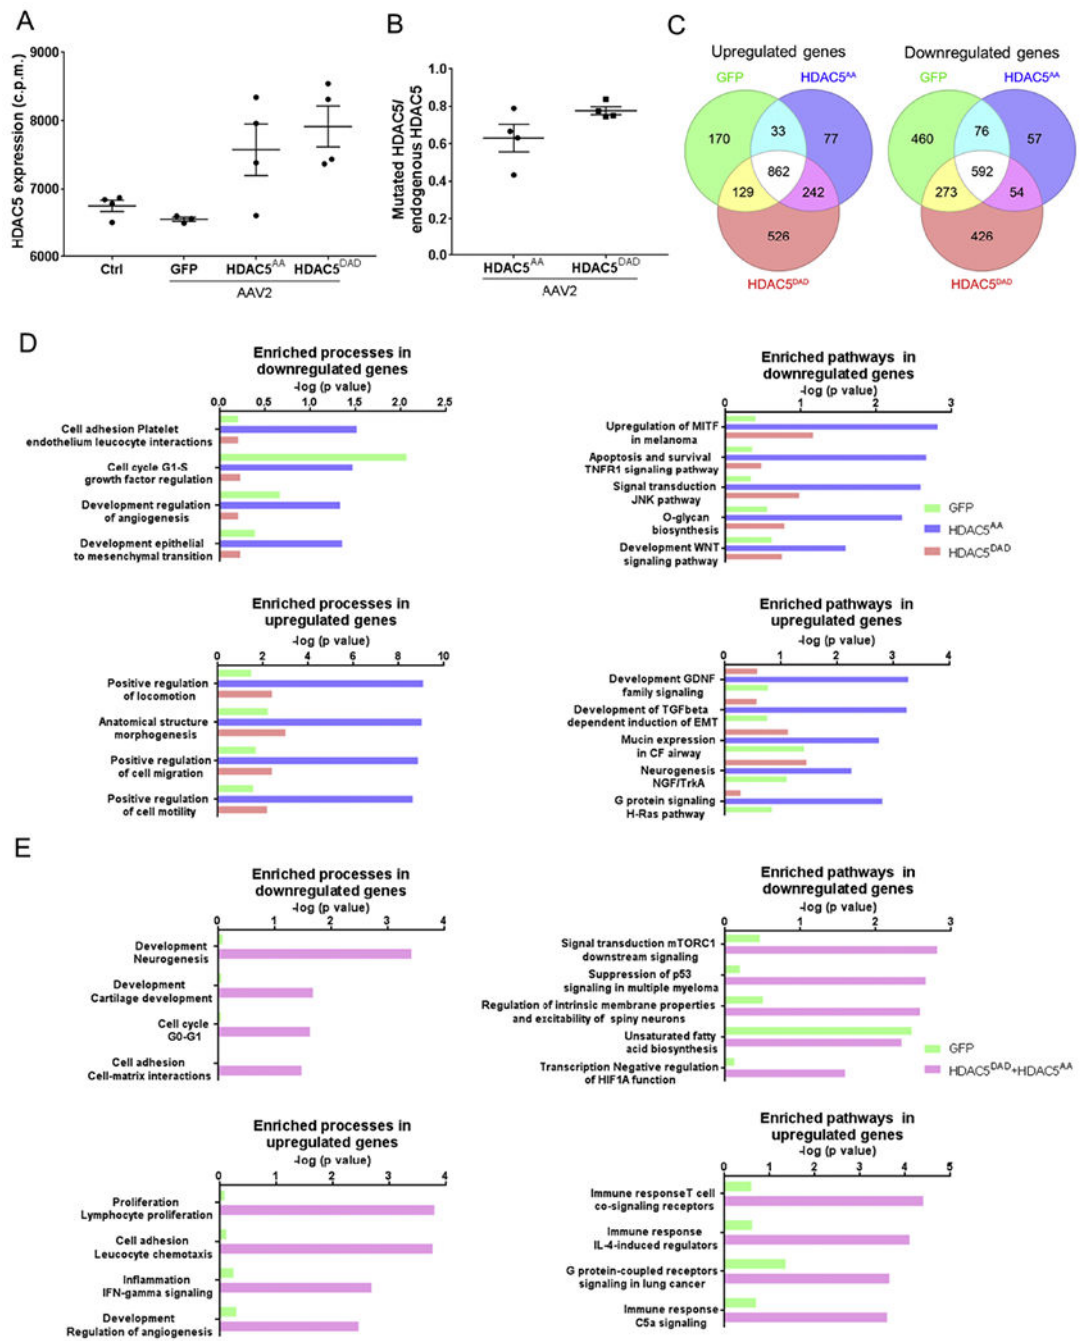 A
HDAC5 expression (c.p.m.)
9000
8000
7000
6000
Ctrl
GFP
HDAC5AA
HDAC5DAD
AAV2
B
Mutated HDAC5/
endogenous HDAC5
1.0
0.8
0.6
0.4
0.2
0.0
HDAC5AA
HDAC5DAD
AAV2
C
Upregulated genes
GFP
HDAC5AA
170
33
77
862
129
242
526
HDAC5DAD
Downregulated genes
GFP
HDAC5AA
460
76
57
592
273
54
426
HDAC5DAD
D
Enriched processes in
downregulated genes
-log (p value)
0.0 0.5 1.0 1.5 2.0 2.5
Cell adhesion Platelet
endothelium leucocyte interactions
Cell cycle G1-S
growth factor regulation
Development regulation
of angiogenesis
Development epithelial
to mesenchymal transition
Enriched pathways in
downregulated genes
-log (p value)
0 1 2 3
Upregulation of MITF
in melanoma
Apoptosis and survival
TNFR1 signaling pathway
Signal transduction
JNK pathway
O-glycan
biosynthesis
Development WNT
signaling pathway
GFP
HDAC5AA
HDAC5DAD
Enriched processes in
upregulated genes
-log (p value)
0 2 4 6 8 10
Positive regulation
of locomotion
Anatomical structure
morphogenesis
Positive regulation
of cell migration
Positive regulation
of cell motility
Enriched pathways in
upregulated genes
-log (p value)
0 1 2 3 4
Development GDNF
family signaling
Development of TGFbeta
dependent induction of EMT
Mucin expression
in CF airway
Neurogenesis
NGF/TrkA
G protein signaling
H-Ras pathway
E
Enriched processes in
downregulated genes
-log (p value)
0 1 2 3 4
Development
Neurogenesis
Development
Cartilage development
Cell cycle
G0-G1
Cell adhesion
Cell-matrix interactions
Enriched pathways in
downregulated genes
-log (p value)
0 1 2 3
Signal transduction mTORC1
downstream signaling
Suppression of p53
signaling in multiple myeloma
Regulation of intrinsic membrane properties
and excitability of spiny neurons
Unsaturated fatty
acid biosynthesis
Transcription Negative regulation
of HIF1A function
GFP
HDAC5DAD+HDAC5AA
Enriched processes in
upregulated genes
-log (p value)
0 1 2 3 4
Proliferation
Lymphocyte proliferation
Cell adhesion
Leucocyte chemotaxis
Inflammation
IFN-gamma signaling
Development
Regulation of angiogenesis
Enriched pathways in
upregulated genes
-log (p value)
0 1 2 3 4 5
Immune responseT cell
co-signaling receptors
Immune response
IL-4-induced regulators
G protein-coupled receptors
signaling in lung cancer
Immune response
C5a signaling